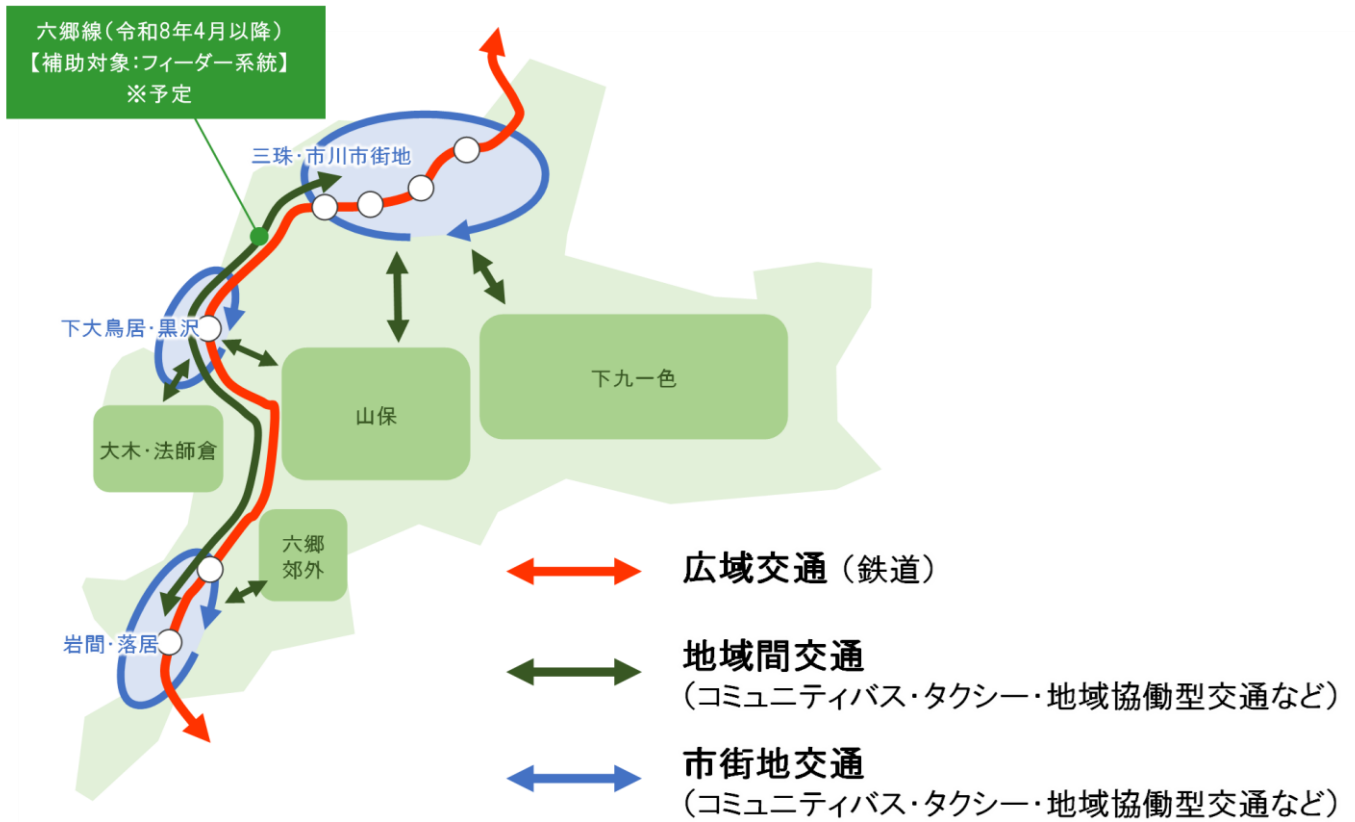 六郷線(令和8年4月以降)
【補助対象:フィーダー系統】
※予定
三珠・市川市街地
下大鳥居・黒沢
下九一色
山保
大木・法師倉
六郷
郊外
岩間・落居
広域交通(鉄道)
地域間交通
(コミュニティバス・タクシー・地域協働型交通など)
市街地交通
(コミュニティバス・タクシー・地域協働型交通など)